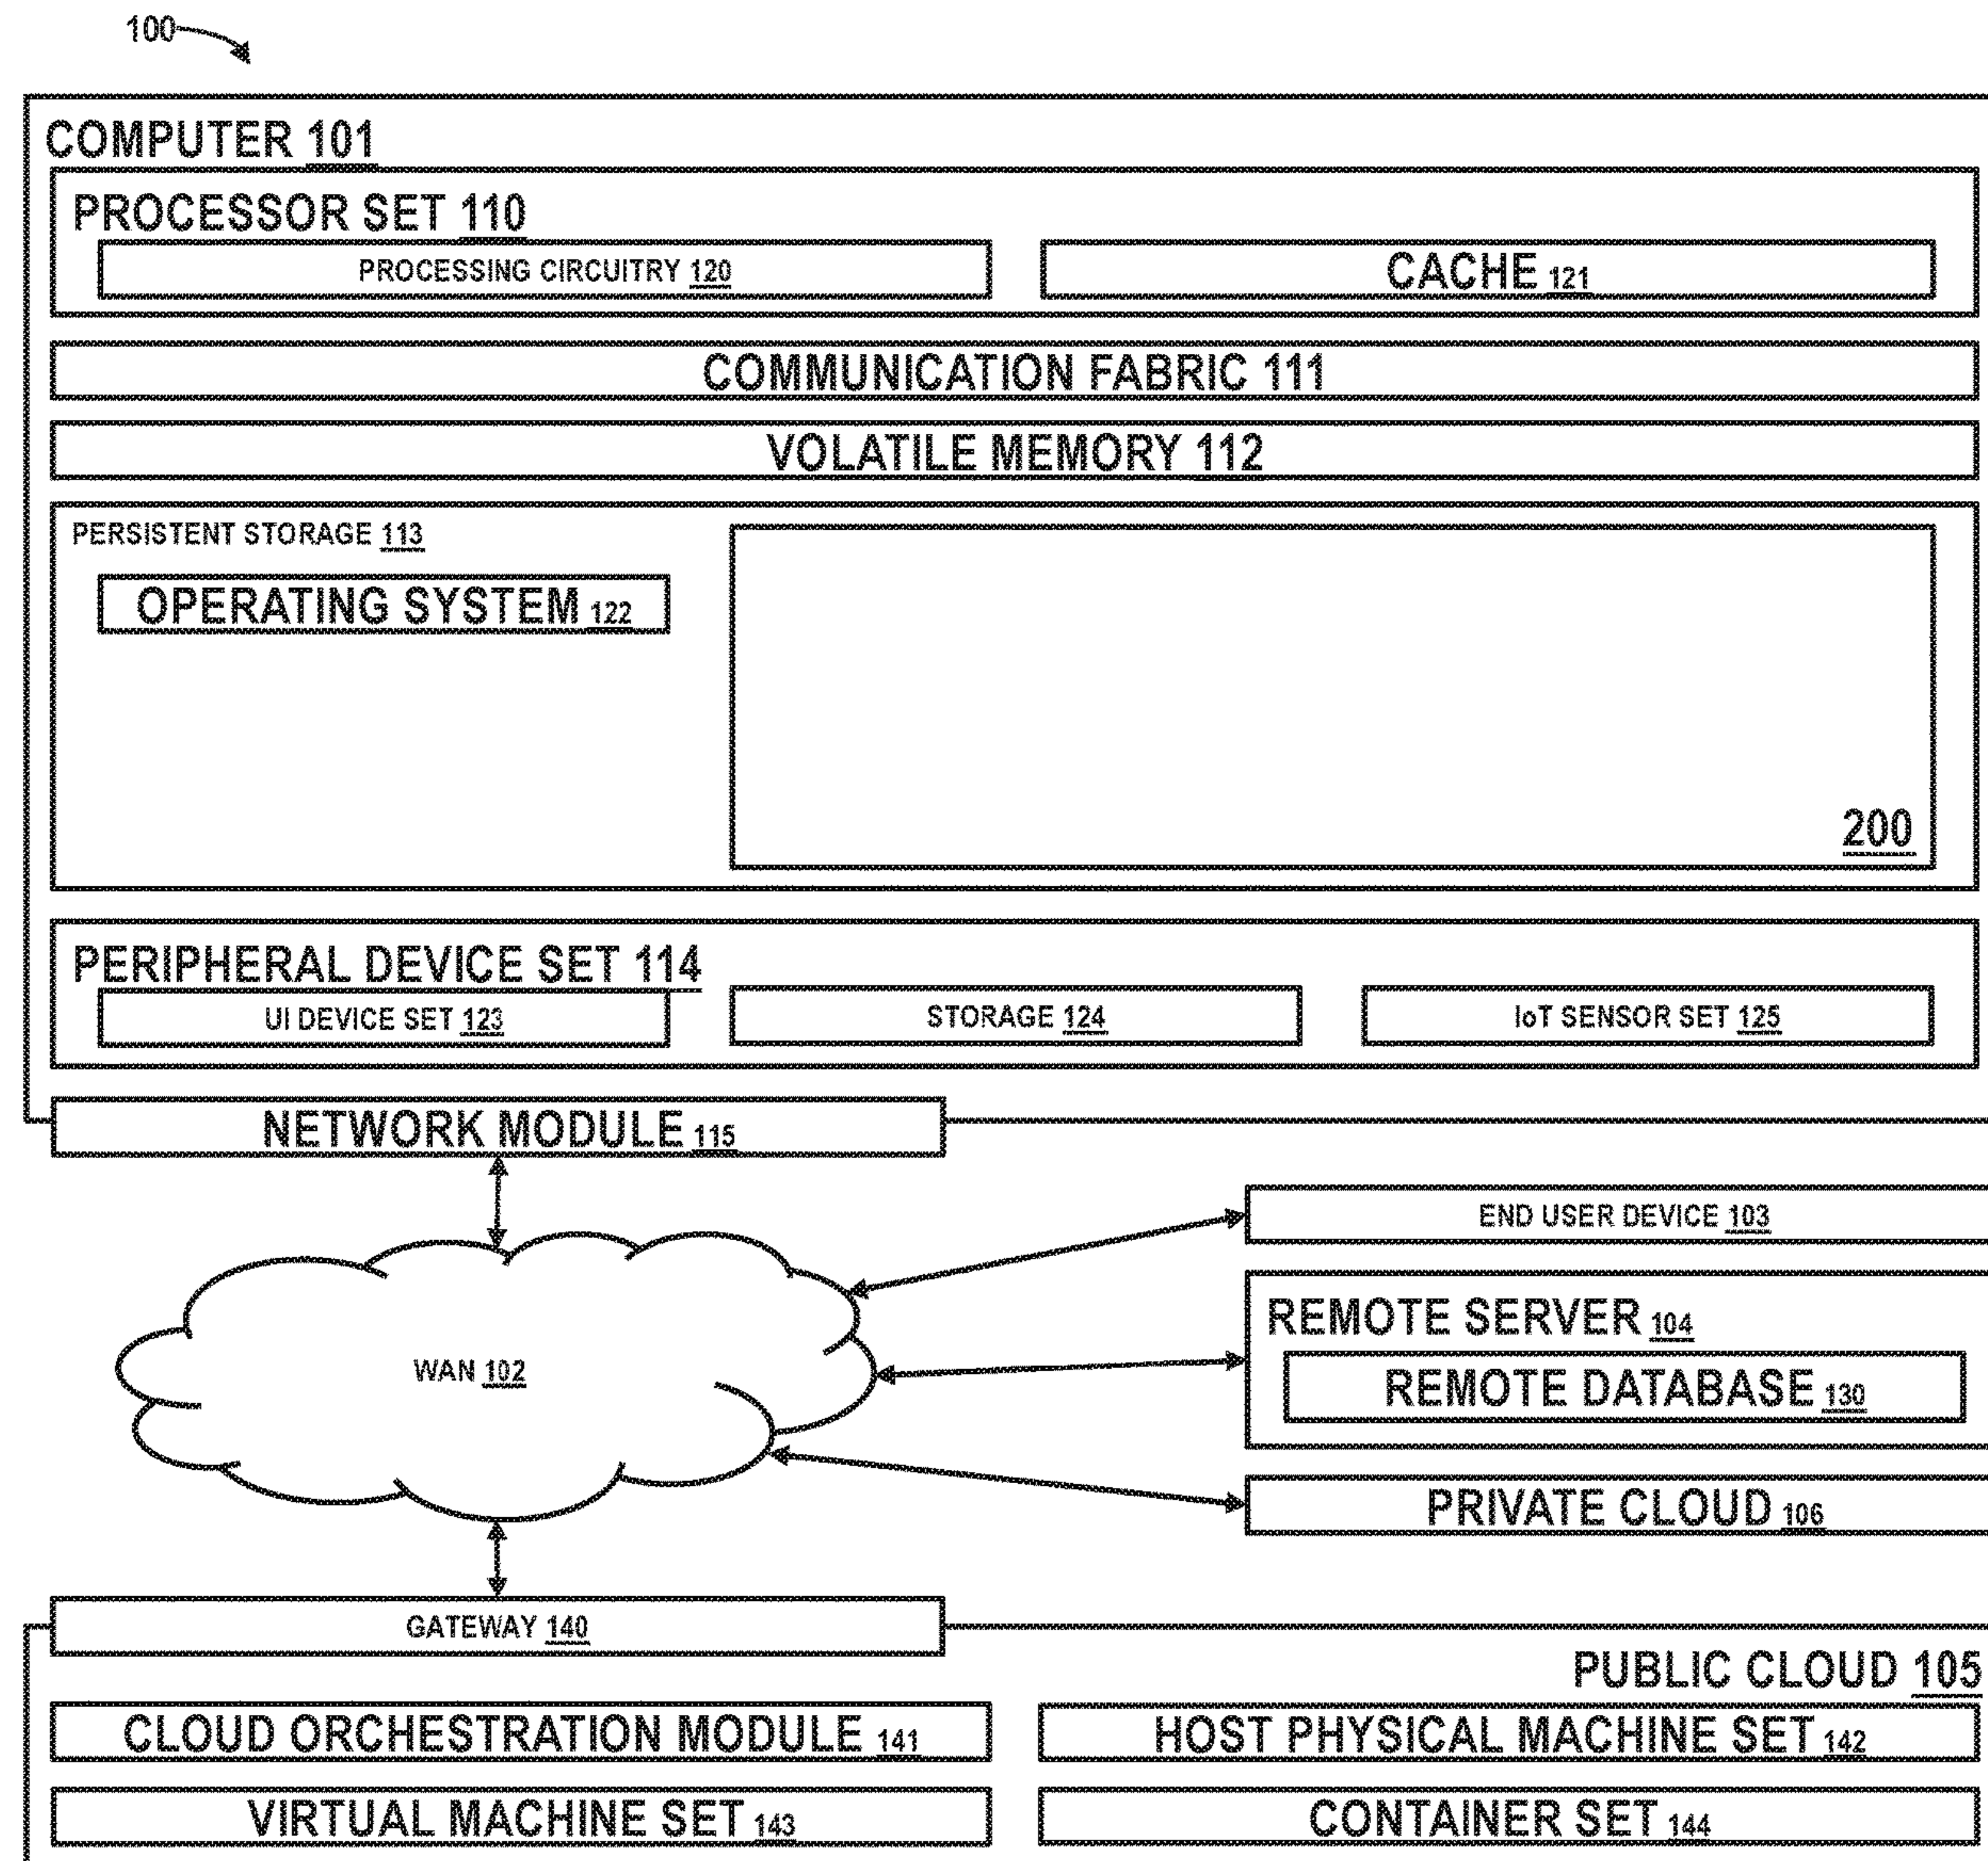 100
COMPUTER 101
PROCESSOR SET 110
PROCESSING CIRCUITRY 120
CACHE 121
COMMUNICATION FABRIC 111
VOLATILE MEMORY 112
PERSISTENT STORAGE 113
OPERATING SYSTEM 122
200
PERIPHERAL DEVICE SET 114
UI DEVICE SET 123
STORAGE 124
IoT SENSOR SET 125
NETWORK MODULE 115
END USER DEVICE 103
REMOTE SERVER 104
WAN 102
REMOTE DATABASE 130
PRIVATE CLOUD 106
GATEWAY 140
PUBLIC CLOUD 105
CLOUD ORCHESTRATION MODULE 141
HOST PHYSICAL MACHINE SET 142
VIRTUAL MACHINE SET 143
CONTAINER SET 144